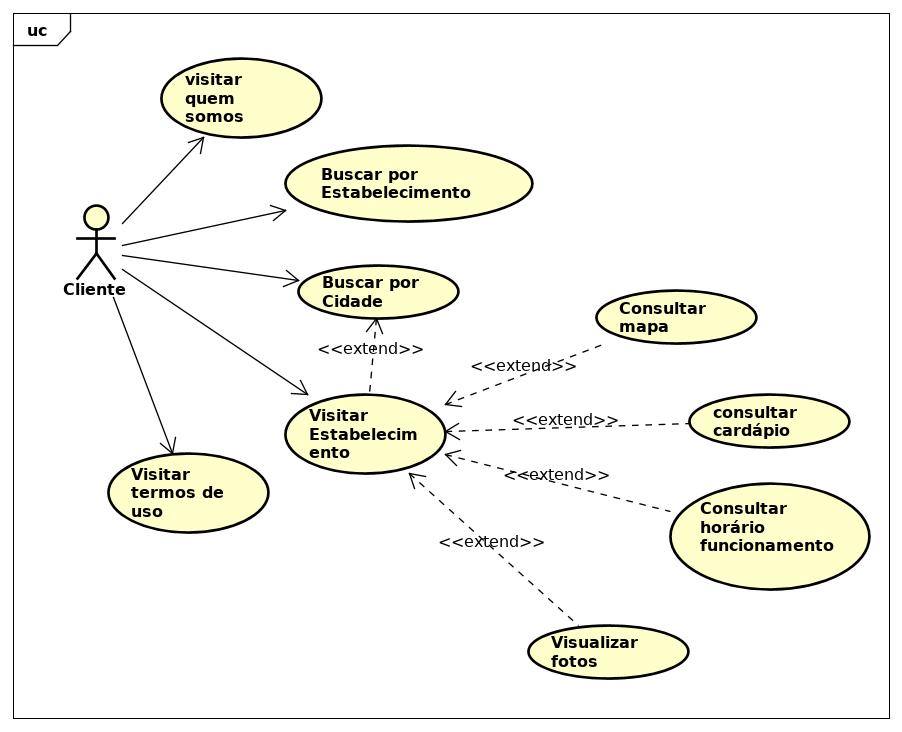 uc
visitar
quem
somos
Buscar por
Estabelecimento
Cliente
Buscar por
Cidade
<<extend>>
Consultar
mapa
<<extend>>
Visitar
Estabelecim
ento
<<extend>>
consultar
cardápio
<<extend>>
Visitar
termos de
uso
Consultar
horário
funcionamento
<<extend>>
Visualizar
fotos